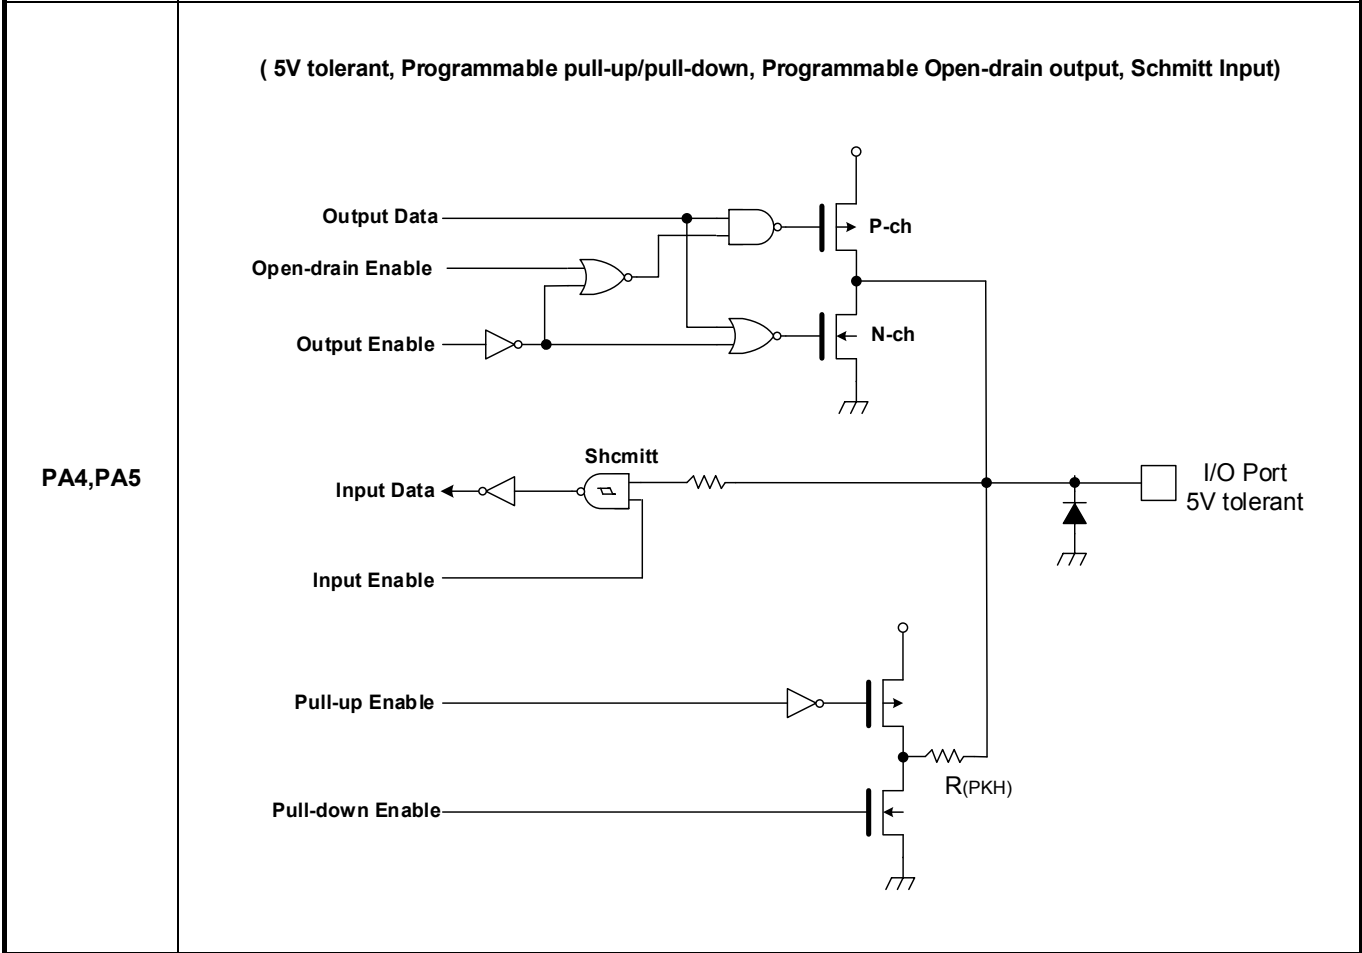 ( 5V tolerant, Programmable pull-up/pull-down, Programmable Open-drain output, Schmitt Input)
Output Data
P-ch
Open-drain Enable
Output Enable
N-ch
PA4,PA5
Shcmitt
Input Data
I/O Port
5V tolerant
Input Enable
Pull-up Enable
R(PKH)
Pull-down Enable